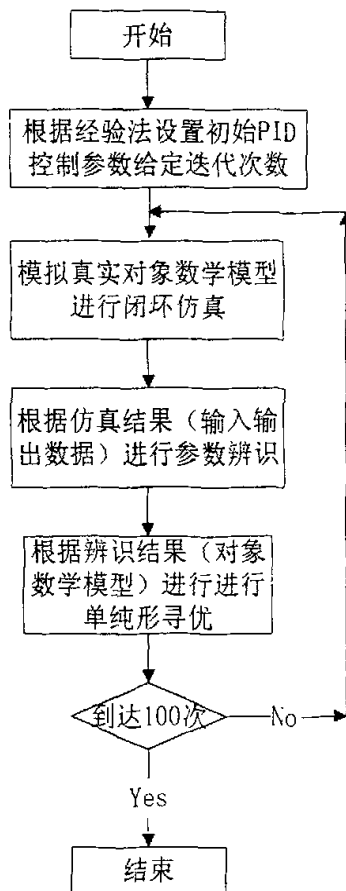 开始
根据经验法设置初始PID
控制参数给定迭代次数
模拟真实对象数学模型
进行闭环仿真
根据仿真结果（输入输
出数据）进行参数辨识
根据辨识结果（对象
数学模型）进行进行
单纯形寻优
到达100次
No
Yes
结束